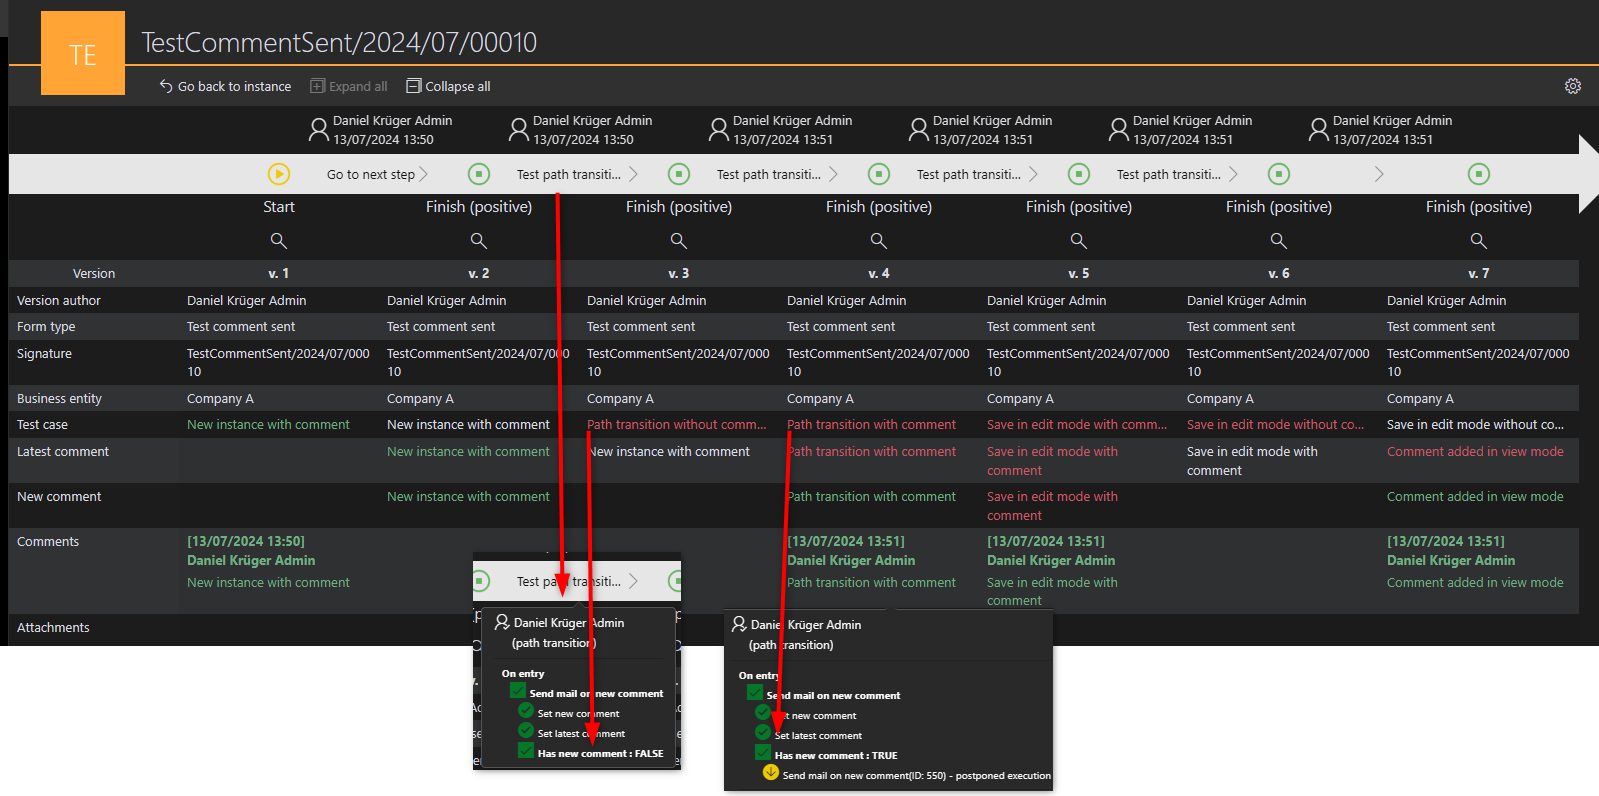 TE
TestCommentSent/2024/07/00010
Go back to instance Expand all Collapse all
Daniel Krüger Admin Daniel Krüger Admin Daniel Krüger Admin Daniel Krüger Admin Daniel Krüger Admin Daniel Krüger Admin
13/07/2024 13:50 13/07/2024 13:50 13/07/2024 13:51 13/07/2024 13:51 13/07/2024 13:51 13/07/2024 13:51
Go to next step Test path transiti... Test path transiti... Test path transiti... Test path transiti...
Start Finish (positive) Finish (positive) Finish (positive) Finish (positive) Finish (positive) Finish (positive)
Version v. 1 v. 2 v. 3 v. 4 v. 5 v. 6 v. 7
Version author Daniel Krüger Admin Daniel Krüger Admin Daniel Krüger Admin Daniel Krüger Admin Daniel Krüger Admin Daniel Krüger Admin Daniel Krüger Admin
Form type Test comment sent Test comment sent Test comment sent Test comment sent Test comment sent Test comment sent Test comment sent
Signature TestCommentSent/2024/07/000 TestCommentSent/2024/07/000 TestCommentSent/2024/07/000 TestCommentSent/2024/07/000 TestCommentSent/2024/07/000 TestCommentSent/2024/07/000 TestCommentSent/2024/07/000
10 10 10 10 10 10 10
Business entity Company A Company A Company A Company A Company A Company A Company A
Test case New instance with comment New instance with comment Path transition without comm... Path transition with comment Save in edit mode with comm... Save in edit mode without co... Save in edit mode without co...
Latest comment New instance with comment New instance with comment Path transition with comment Save in edit mode with Save in edit mode with Comment added in view mode
comment comment
New comment New instance with comment Path transition with comment Save in edit mode with Comment added in view mode
comment
Comments [13/07/2024 13:50] [13/07/2024 13:51] [13/07/2024 13:51] [13/07/2024 13:51]
Daniel Krüger Admin Daniel Krüger Admin Daniel Krüger Admin Daniel Krüger Admin
New instance with comment Path transition with comment Save in edit mode with Comment added in view mode
comment
Attachments
Test path transiti...
Daniel Krüger Admin
(path transition)
On entry
Send mail on new comment
Set new comment
Set latest comment
Has new comment : FALSE
Daniel Krüger Admin
(path transition)
On entry
Send mail on new comment
Set new comment
Set latest comment
Has new comment : TRUE
Send mail on new comment(ID: 550) - postponed execution